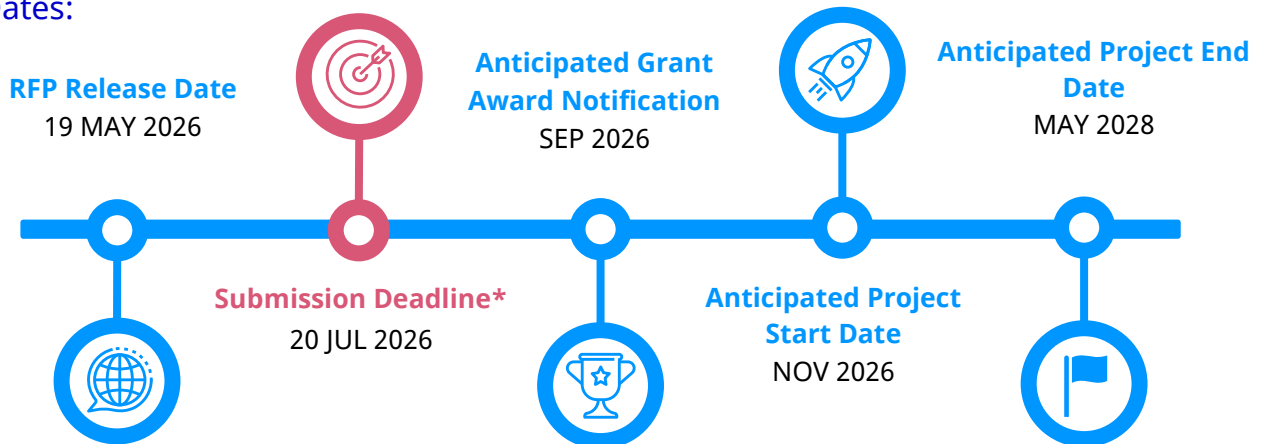 Dates:
RFP Release Date
19 MAY 2026
Submission Deadline*
20 JUL 2026
Anticipated Grant
Award Notification
SEP 2026
Anticipated Project
Start Date
NOV 2026
Anticipated Project End
Date
MAY 2028